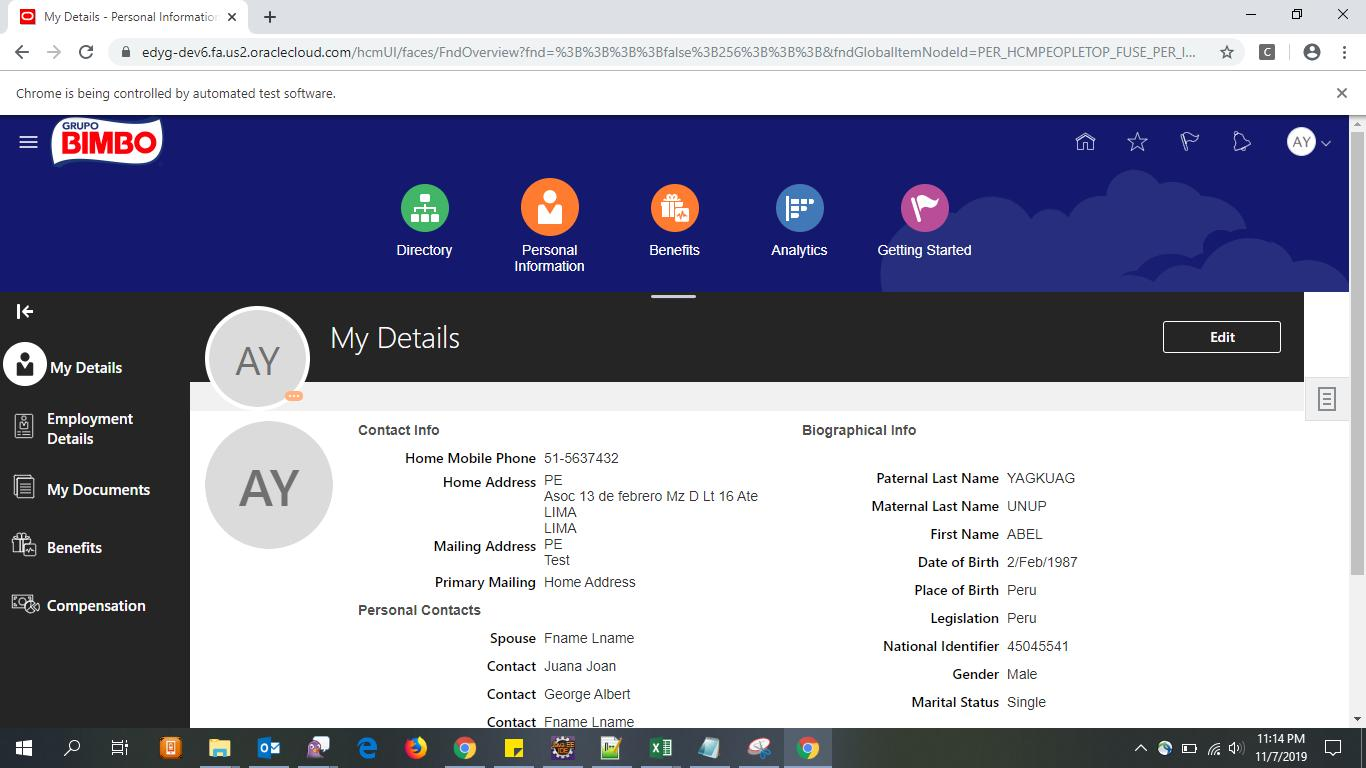 My Details - Personal Information
edyg-dev6.fa.us2.oraclecloud.com/hcmUI/faces/FndOverview?fnd=%3B%3B%3B%3Bfalse%3B256%3B%3B%3B&fndGlobalItemNodeId=PER_HCMPEOPLETOP_FUSE_PER_I...
C
Chrome is being controlled by automated test software.
GRUPO
BIMBO
AY
Directory
Personal
Information
Benefits
Analytics
Getting Started
AY
My Details
Edit
My Details
Employment
Details
My Documents
Benefits
Compensation
AY
Contact Info
Home Mobile Phone 51-5637432
Home Address PE
Asoc 13 de febrero Mz D Lt 16 Ate
LIMA
LIMA
Mailing Address PE
Test
Primary Mailing Home Address
Personal Contacts
Spouse Fname Lname
Contact Juana Joan
Contact George Albert
Contact Fname Lname
Biographical Info
Paternal Last Name YAGKUAG
Maternal Last Name UNUP
First Name ABEL
Date of Birth 2/Feb/1987
Place of Birth Peru
Legislation Peru
National Identifier 45045541
Gender Male
Marital Status Single
11:14 PM
11/7/2019